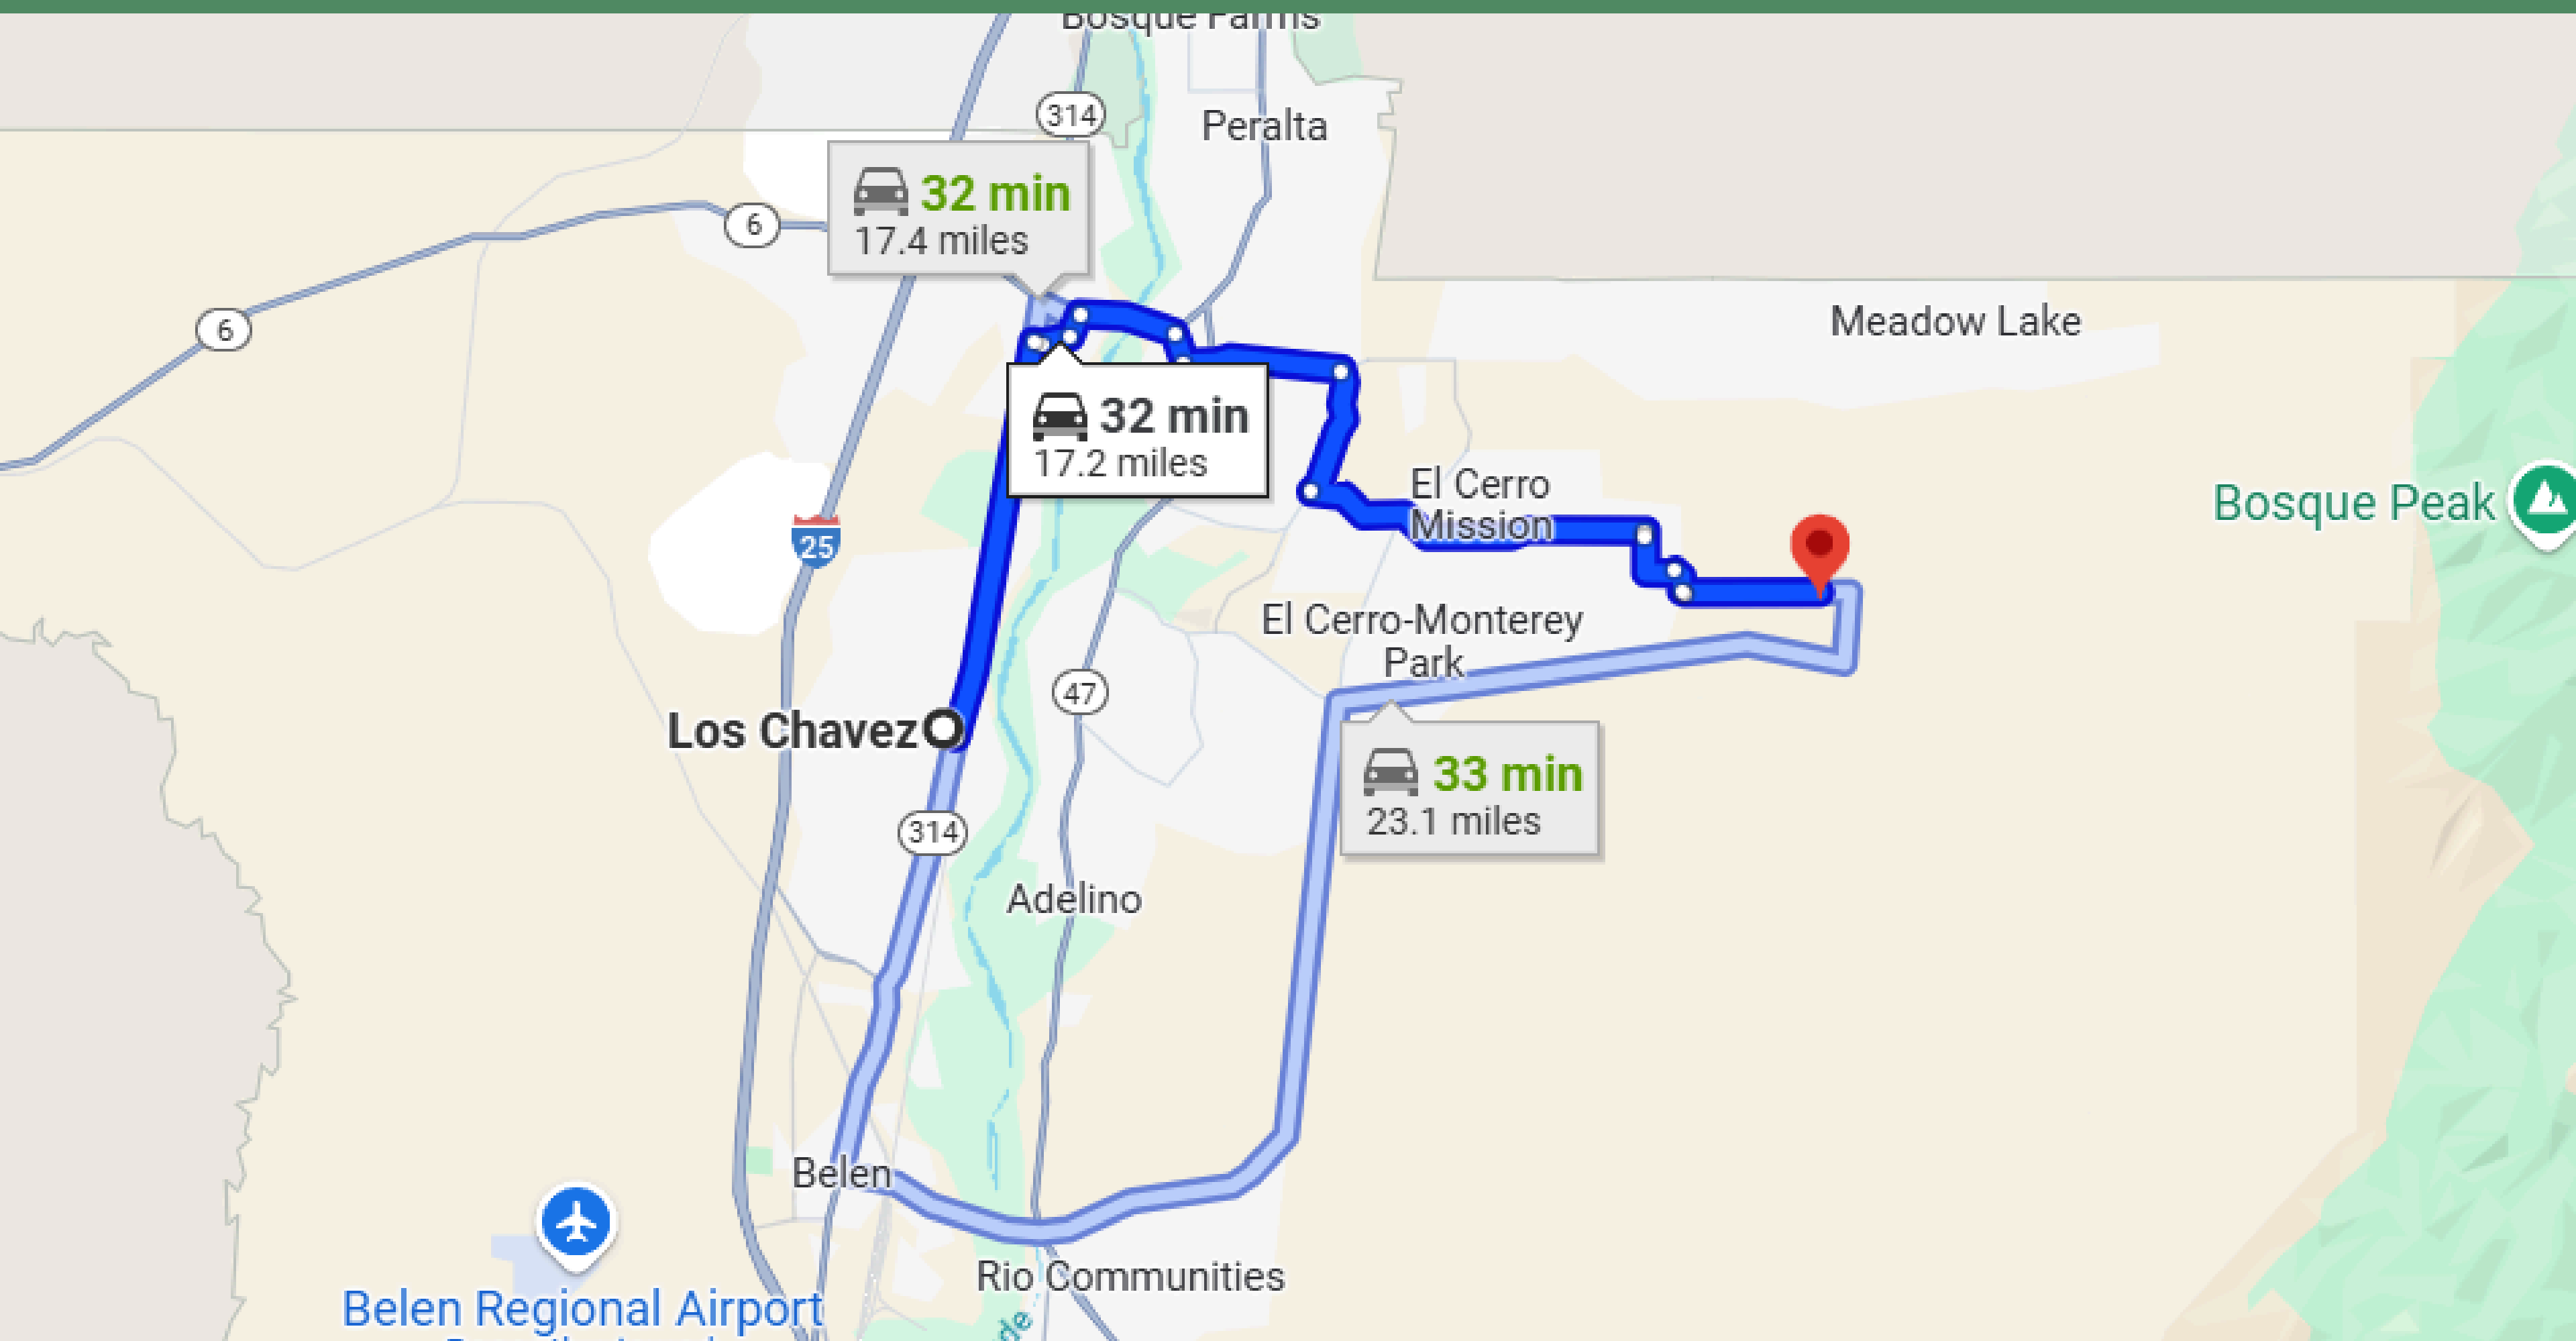 Bosque Farms
314
Peralta
32 min
17.4 miles
6
6
Meadow Lake
32 min
17.2 miles
El Cerro
Mission
Bosque Peak
25
El Cerro-Monterey
Park
47
Los Chavez
33 min
23.1 miles
314
Adelino
Belen
Rio Communities
Belen Regional Airport